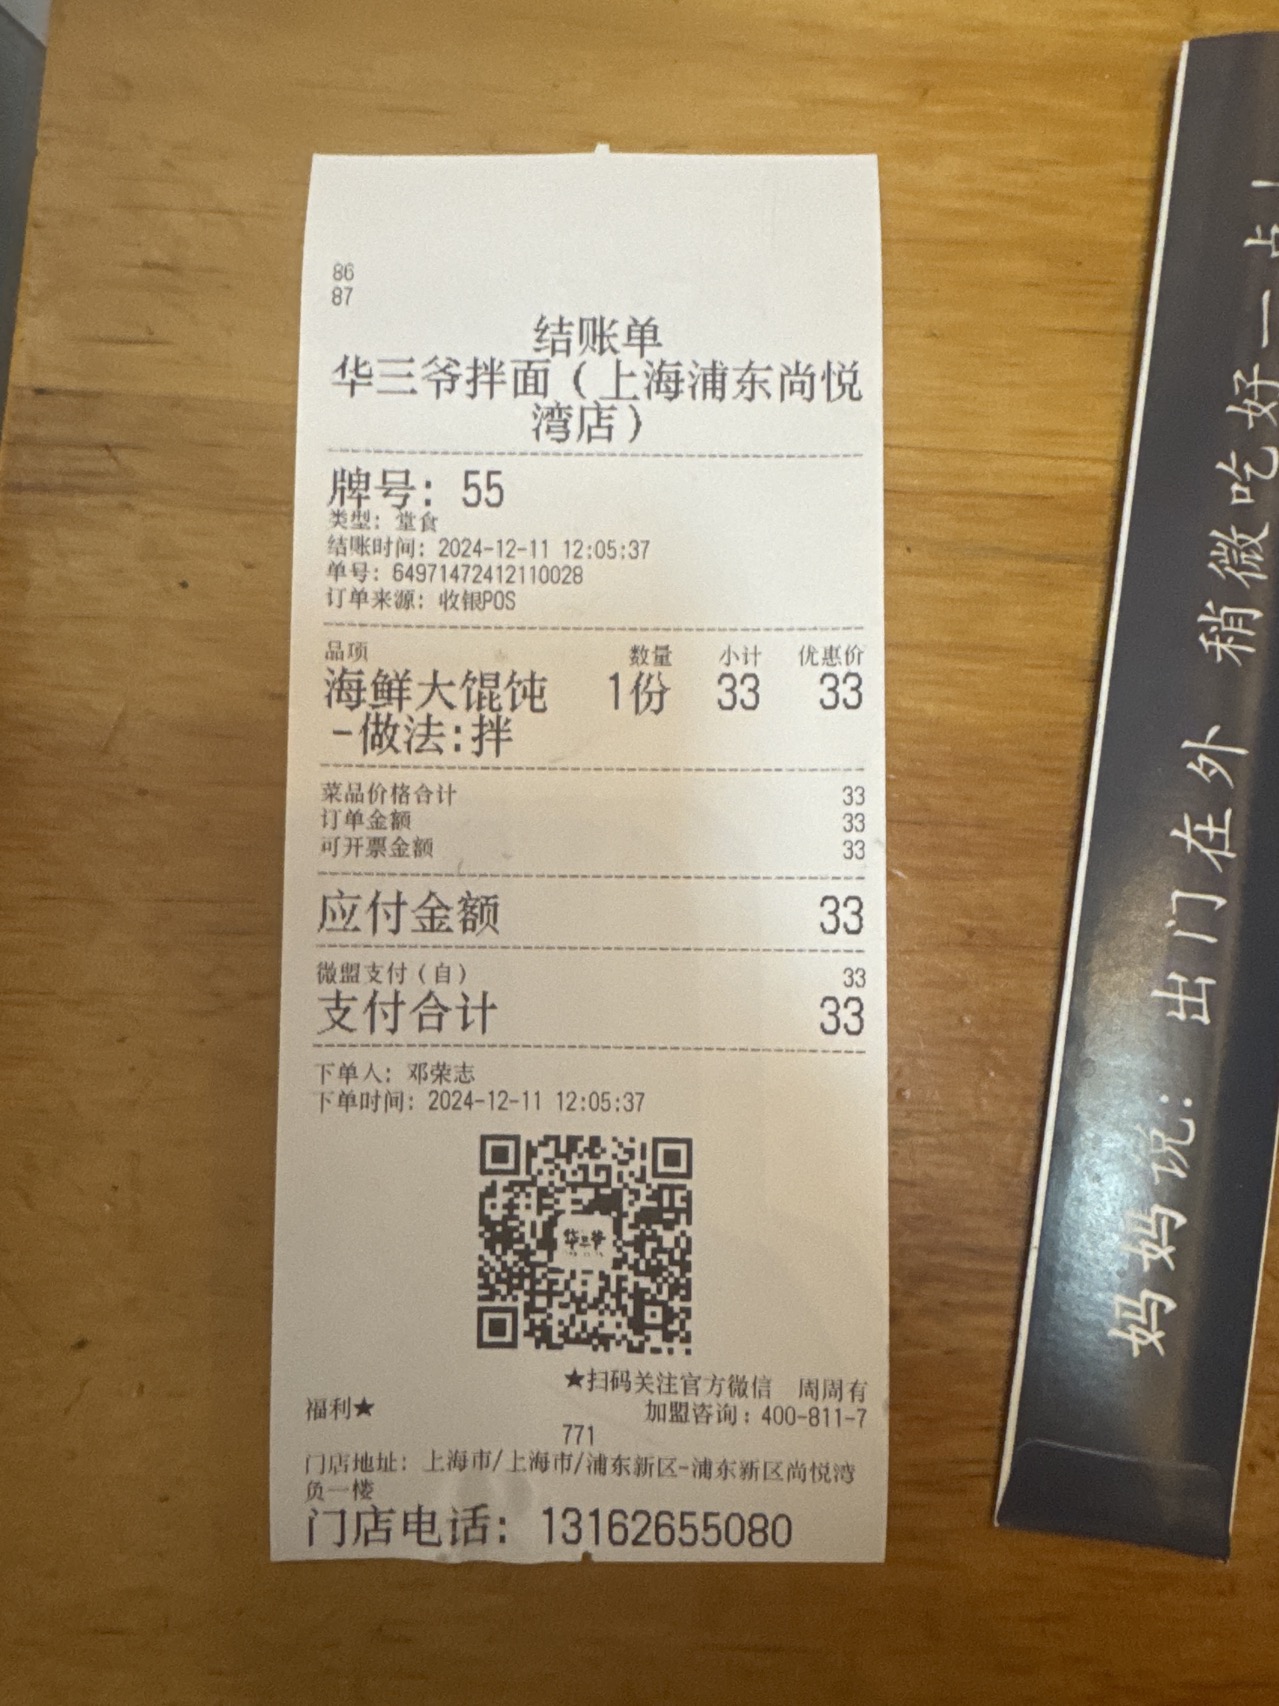 86
87
结账单
华三爷拌面（上海浦东尚悦
湾店）
牌号: 55
类型: 堂食
结账时间: 2024-12-11 12:05:37
单号: 64971472412110028
订单来源: 收银POS
品项 数量 小计 优惠价
海鲜大馄饨 1份 33 33
-做法:拌
菜品价格合计 33
订单金额 33
可开票金额 33
应付金额 33
微盟支付(自) 33
支付合计 33
下单人: 邓荣志
下单时间: 2024-12-11 12:05:37
华三爷
★扫码关注官方微信 周周有
福利★ 加盟咨询: 400-811-7
771
门店地址: 上海市/上海市/浦东新区-浦东新区尚悦湾
负一楼
门店电话: 13162655080
妈妈说: 出门在外 稍微吃好一点!